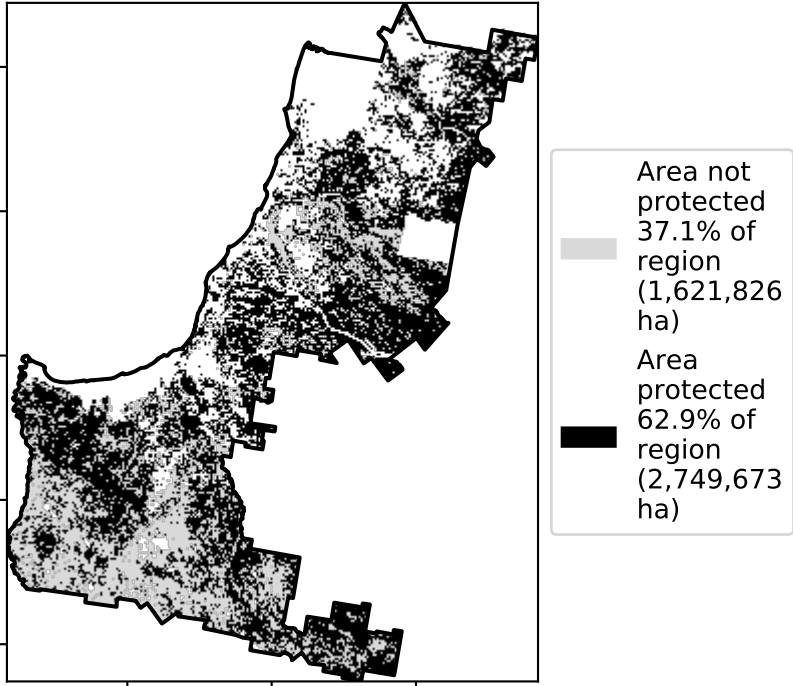 Area not
protected
37.1% of
region
(1,621,826
ha)
Area
protected
62.9% of
region
(2,749,673
ha)